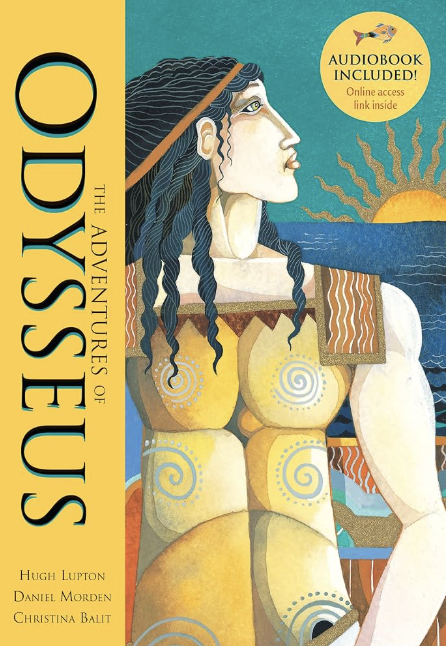 THE ADVENTURES OF
ODYSSEUS
HUGH LUPTON
DANIEL MORDEN
CHRISTINA BALIT
AUDIOBOOK
INCLUDED!
Online access
link inside